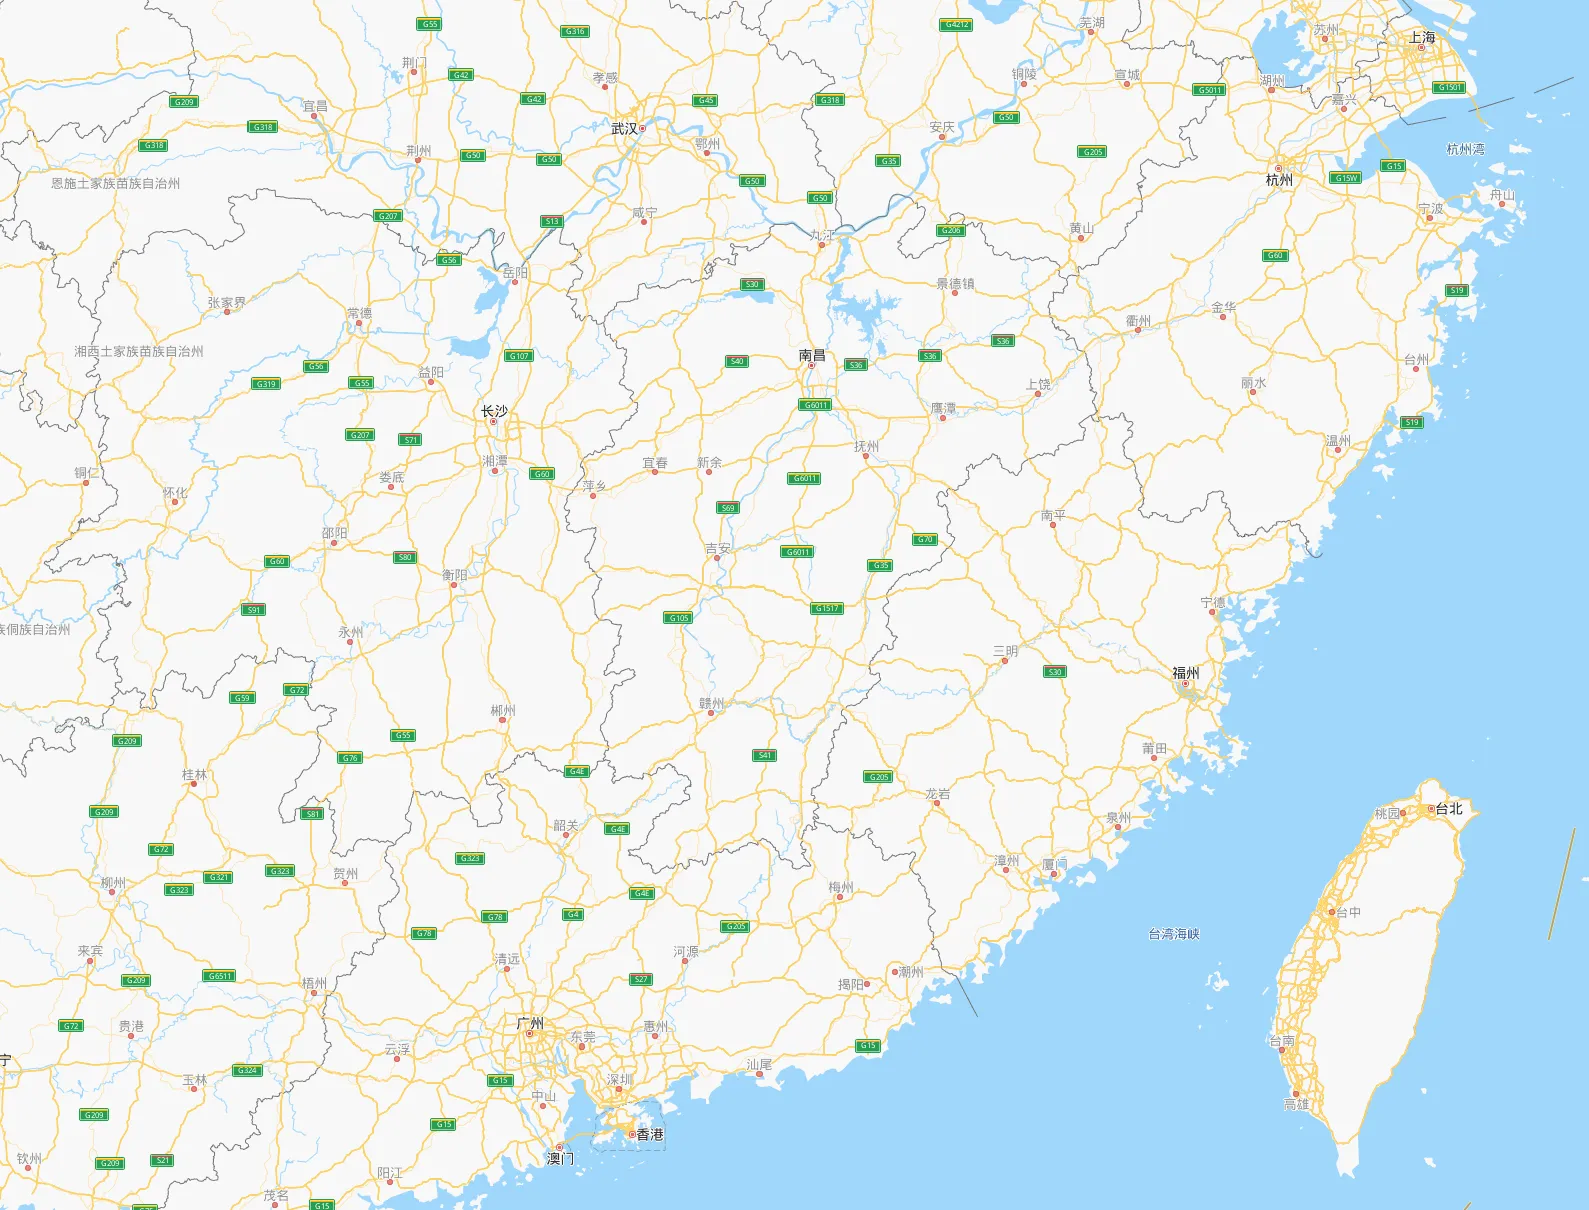 G55
G316
G4212
芜湖
苏州
上海
荆门
G42
孝感
铜陵
宣城
湖州
G5011
G1501
G209
宜昌
G42
G45
G318
嘉兴
G318
武汉
安庆
G50
G318
荆州
G50
G50
鄂州
G35
G205
杭州湾
G15
恩施土家族苗族自治州
G50
G50
杭州
G15W
舟山
G207
S13
咸宁
宁波
九江
G206
黄山
G56
岳阳
S30
景德镇
G60
S19
张家界
常德
金华
衢州
湘西土家族苗族自治州
G107
S40
南昌
S36
S36
S36
台州
G56
G319
G55
益阳
上饶
丽水
长沙
G6011
鹰潭
S19
G207
S71
抚州
温州
湘潭
G60
宜春
新余
G6011
铜仁
怀化
娄底
萍乡
S69
南平
邵阳
G70
G60
S80
吉安
G6011
G35
衡阳
S91
G105
G1517
宁德
族侗族自治州
永州
三明
S30
福州
G59
G72
郴州
赣州
G209
G55
G76
S41
莆田
桂林
G4E
G205
龙岩
G209
S81
韶关
G4E
泉州
桃园
台北
G72
G323
漳州
厦门
柳州
G323
G321
G323
贺州
G4E
梅州
G78
G4
G205
台中
G78
台湾海峡
来宾
清远
河源
G209
G6511
梧州
S27
潮州
揭阳
G72
贵港
广州
东莞
惠州
台南
云浮
G15
宁
玉林
G324
G15
深圳
汕尾
中山
高雄
G209
G15
香港
钦州
G209
S21
澳门
阳江
茂名
G15